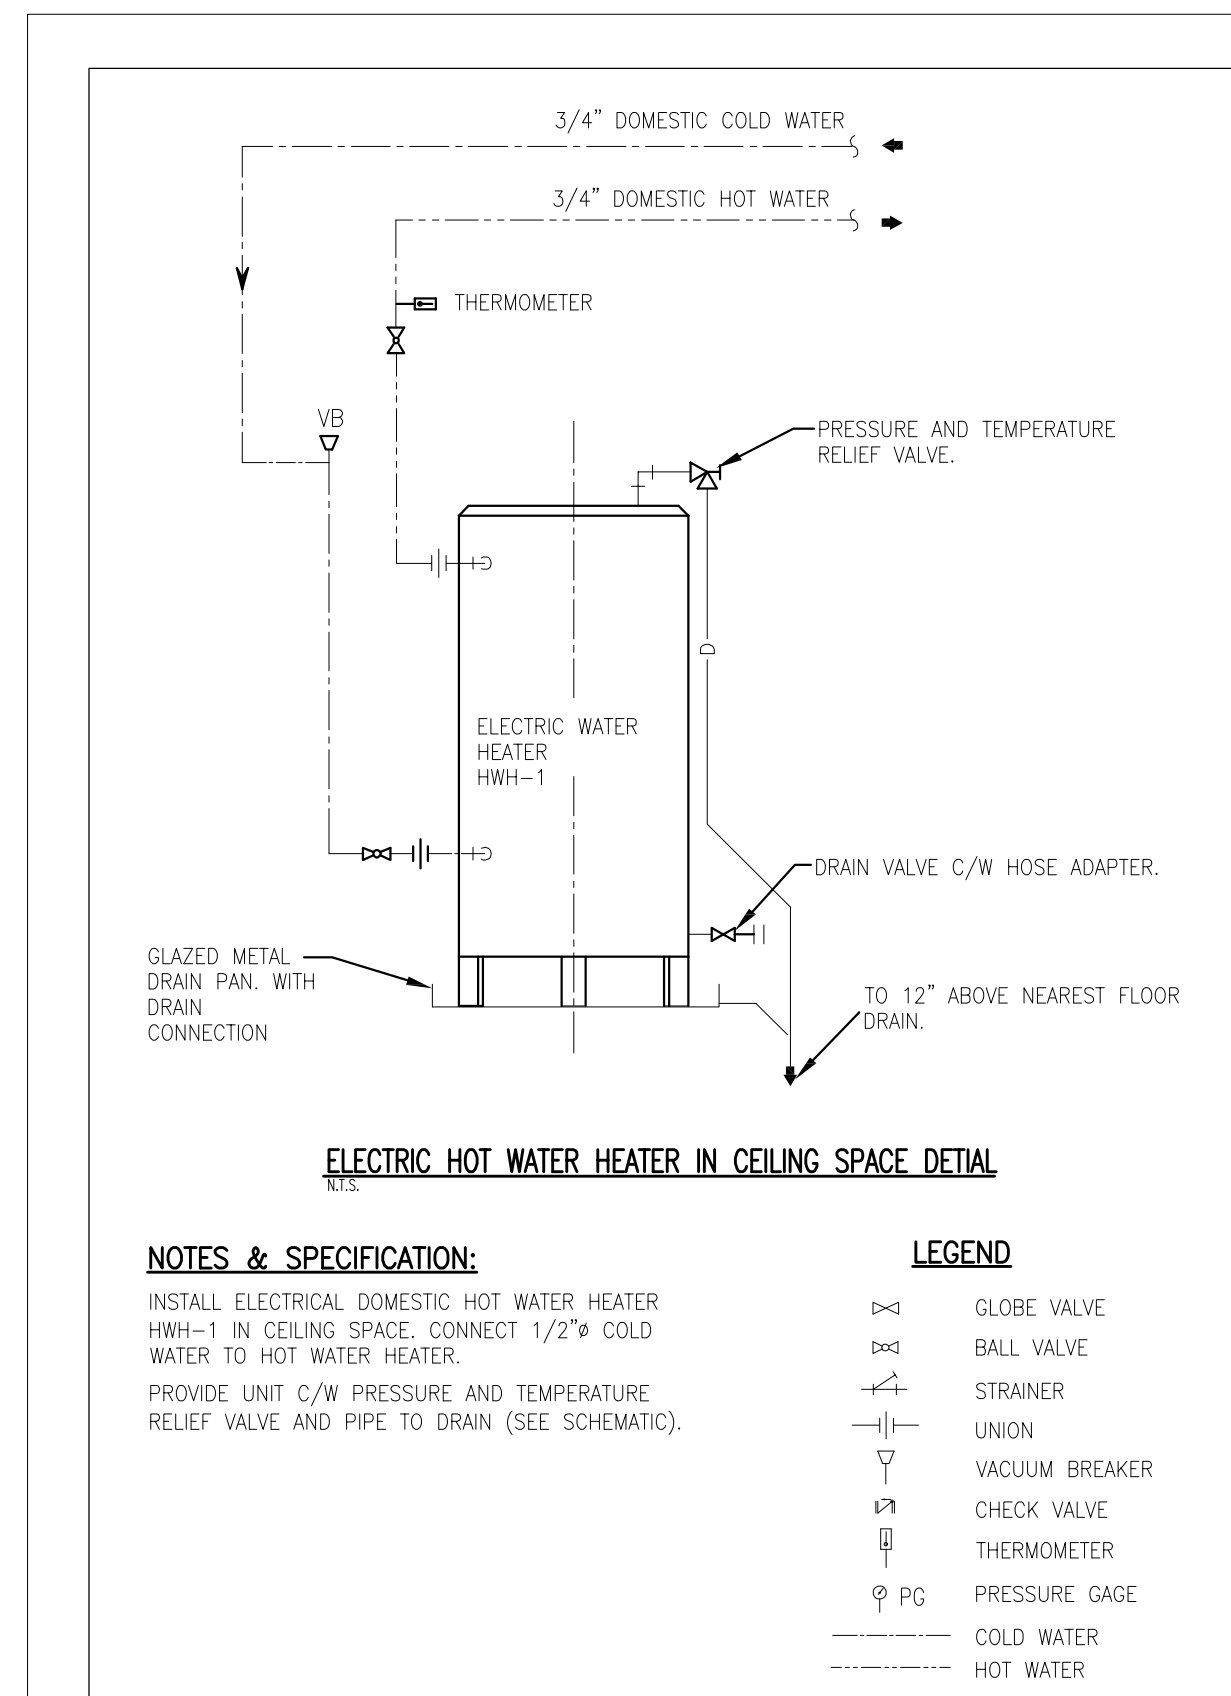 3/4” DOMESTIC COLD WATER
3/4” DOMESTIC HOT WATER
THERMOMETER
VB
PRESSURE AND TEMPERATURE
RELIEF VALVE.
D
ELECTRIC WATER
HEATER
HWH-1
DRAIN VALVE C/W HOSE ADAPTER.
GLAZED METAL
DRAIN PAN. WITH
DRAIN
CONNECTION
TO 12” ABOVE NEAREST FLOOR
DRAIN.
ELECTRIC HOT WATER HEATER IN CEILING SPACE DETIAL
N.T.S.
NOTES & SPECIFICATION:
INSTALL ELECTRICAL DOMESTIC HOT WATER HEATER
HWH-1 IN CEILING SPACE. CONNECT 1/2”ø COLD
WATER TO HOT WATER HEATER.
PROVIDE UNIT C/W PRESSURE AND TEMPERATURE
RELIEF VALVE AND PIPE TO DRAIN (SEE SCHEMATIC).
LEGEND
GLOBE VALVE
BALL VALVE
STRAINER
UNION
VACUUM BREAKER
CHECK VALVE
THERMOMETER
PG PRESSURE GAGE
COLD WATER
HOT WATER